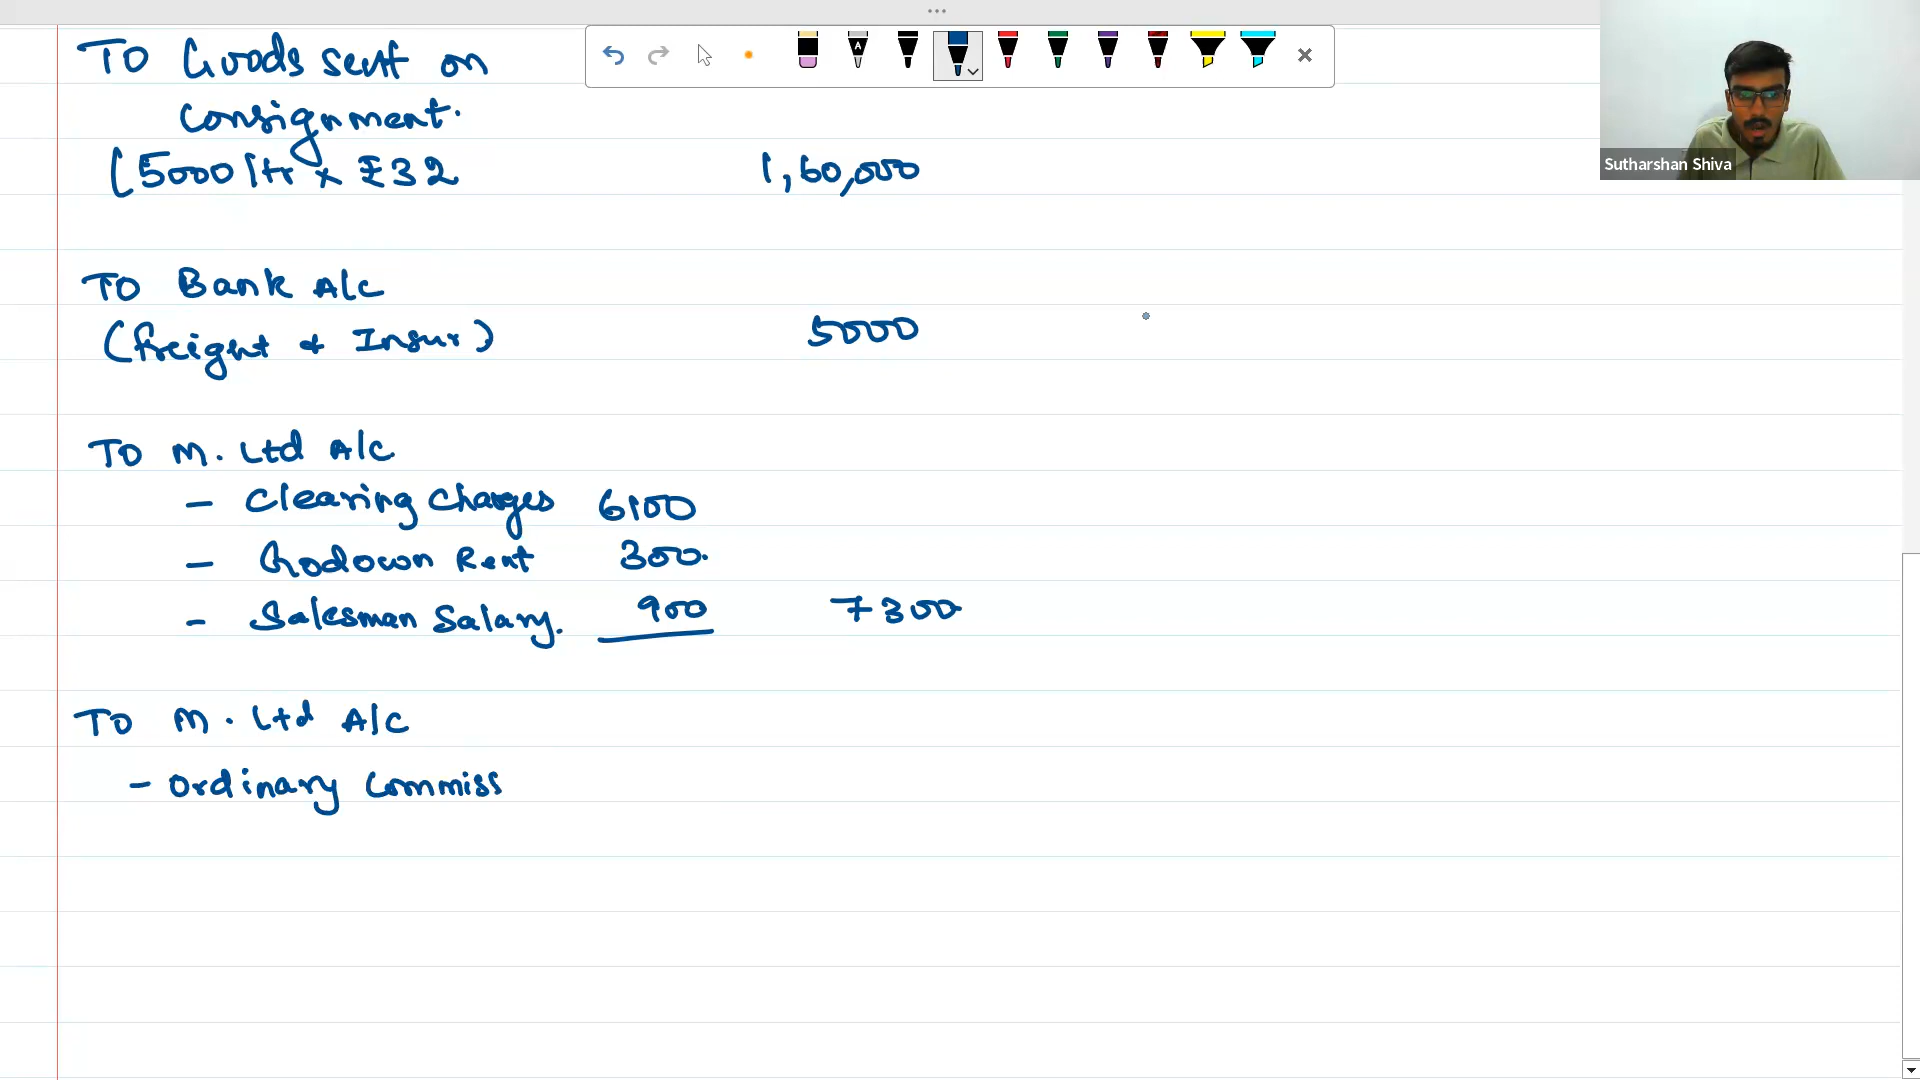 To Goods sent on
Consignment.
(5000 ltr x ₹32 1,60,000
To Bank A/c
(Freight & Insur) 5000
To M. Ltd A/c
- Clearing Charges 6100
- Godown Rent 300.
- Salesman Salary. 900 7300
To M. Ltd A/c
- Ordinary Commiss
A
Sutharshan Shiva